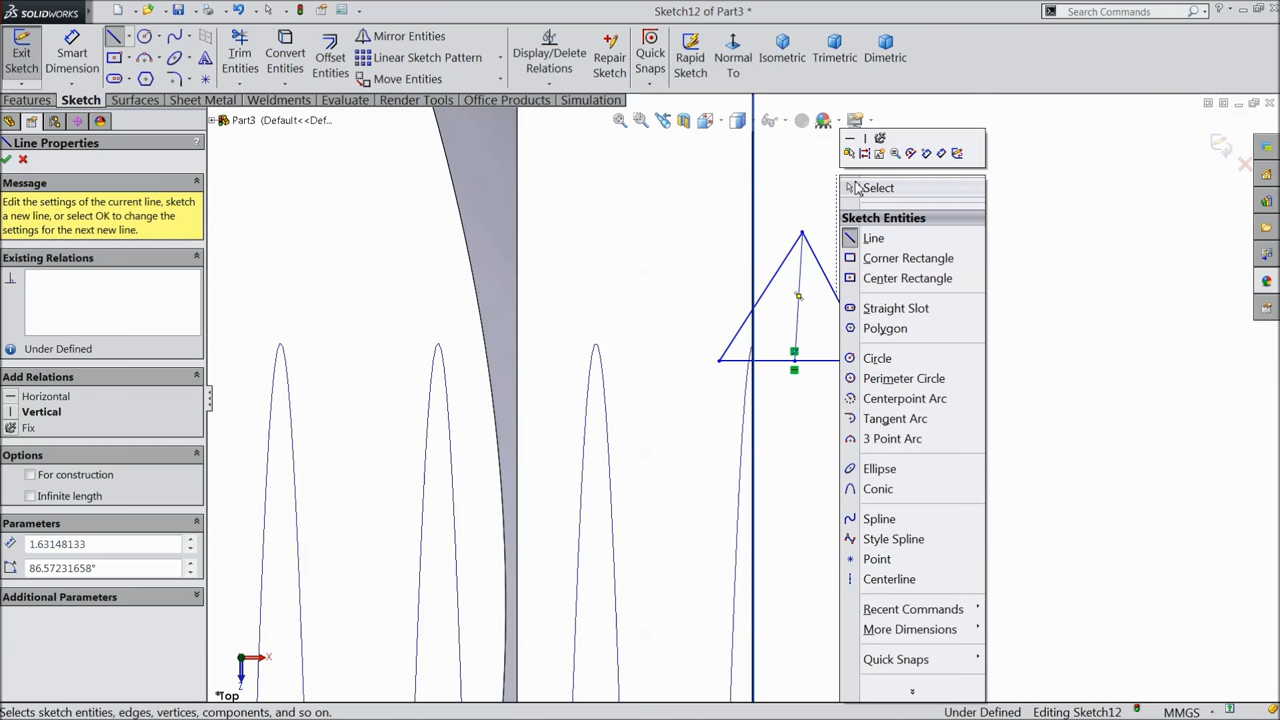 SOLIDWORKS
Sketch12 of Part3 *
Search Commands
?
Exit Sketch
Smart Dimension
Trim Entities
Convert Entities
Offset Entities
Mirror Entities
Linear Sketch Pattern
Move Entities
Display/Delete Relations
Repair Sketch
Quick Snaps
Rapid Sketch
Normal To
Isometric
Trimetric
Dimetric
Features
Sketch
Surfaces
Sheet Metal
Weldments
Evaluate
Render Tools
Office Products
Simulation
Part3 (Default<<Def...
Line Properties
?
Message
Edit the settings of the current line, sketch
a new line, or select OK to change the
settings for the next new line.
Existing Relations
Under Defined
Add Relations
Horizontal
Vertical
Fix
Options
For construction
Infinite length
Parameters
1.63148133
86.57231658°
Additional Parameters
Select
Sketch Entities
Line
Corner Rectangle
Center Rectangle
Straight Slot
Polygon
Circle
Perimeter Circle
Centerpoint Arc
Tangent Arc
3 Point Arc
Ellipse
Conic
Spline
Style Spline
Point
Centerline
Recent Commands
More Dimensions
Quick Snaps
X
Z
*Top
Selects sketch entities, edges, vertices, components, and so on.
Under Defined
Editing Sketch12
MMGS